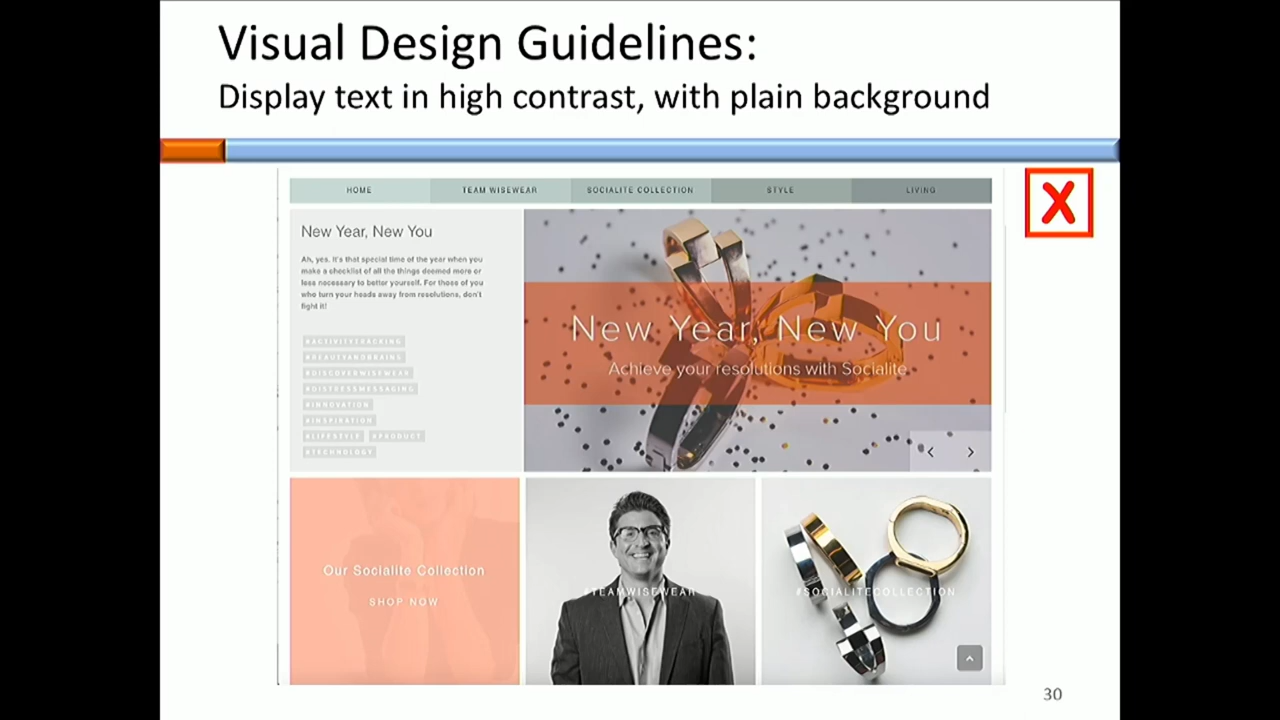 Visual Design Guidelines:
Display text in high contrast, with plain background
HOME TEAM WISEWEAR SOCIALITE COLLECTION STYLE LIVING
X
New Year, New You
Ah, yes. It's that special time of the year when you
make a checklist of all the things deemed more or
less necessary to better yourself. For those of you
who turn your heads away from resolutions, don't
fight it!
#ACTIVITYTRACKING
#BEAUTYANDBRAINS
#DISCOVERWISEWEAR
#DISTRESSMESSAGING
#INNOVATION
#INSPIRATION
#LIFESTYLE #PRODUCT
#TECHNOLOGY
New Year, New You
Achieve your resolutions with Socialite
Our Socialite Collection
SHOP NOW
#TEAMWISEWEAR
#SOCIALITECOLLECTION
30